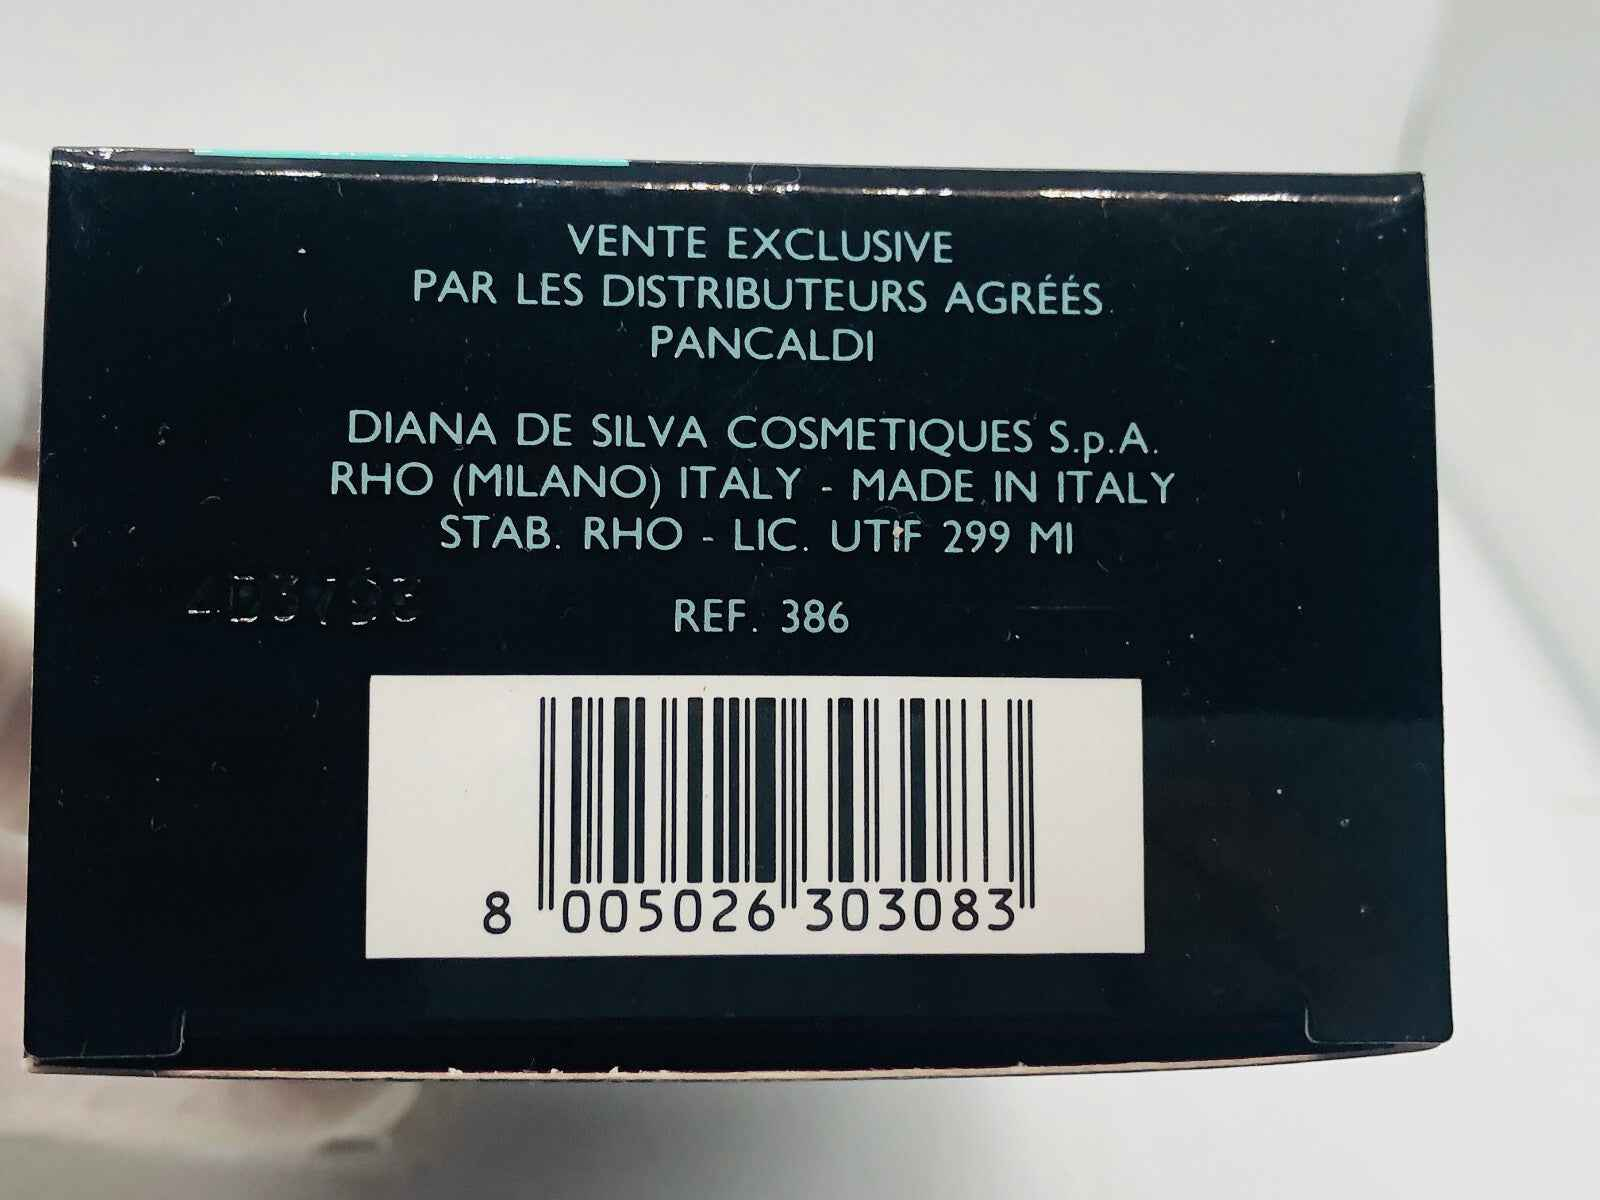 VENTE EXCLUSIVE
PAR LES DISTRIBUTEURS AGRÉÉS
PANCALDI
DIANA DE SILVA COSMETIQUES S.p.A.
RHO (MILANO) ITALY - MADE IN ITALY
STAB. RHO - LIC. UTIF 299 MI
REF. 386
8 005026 303083